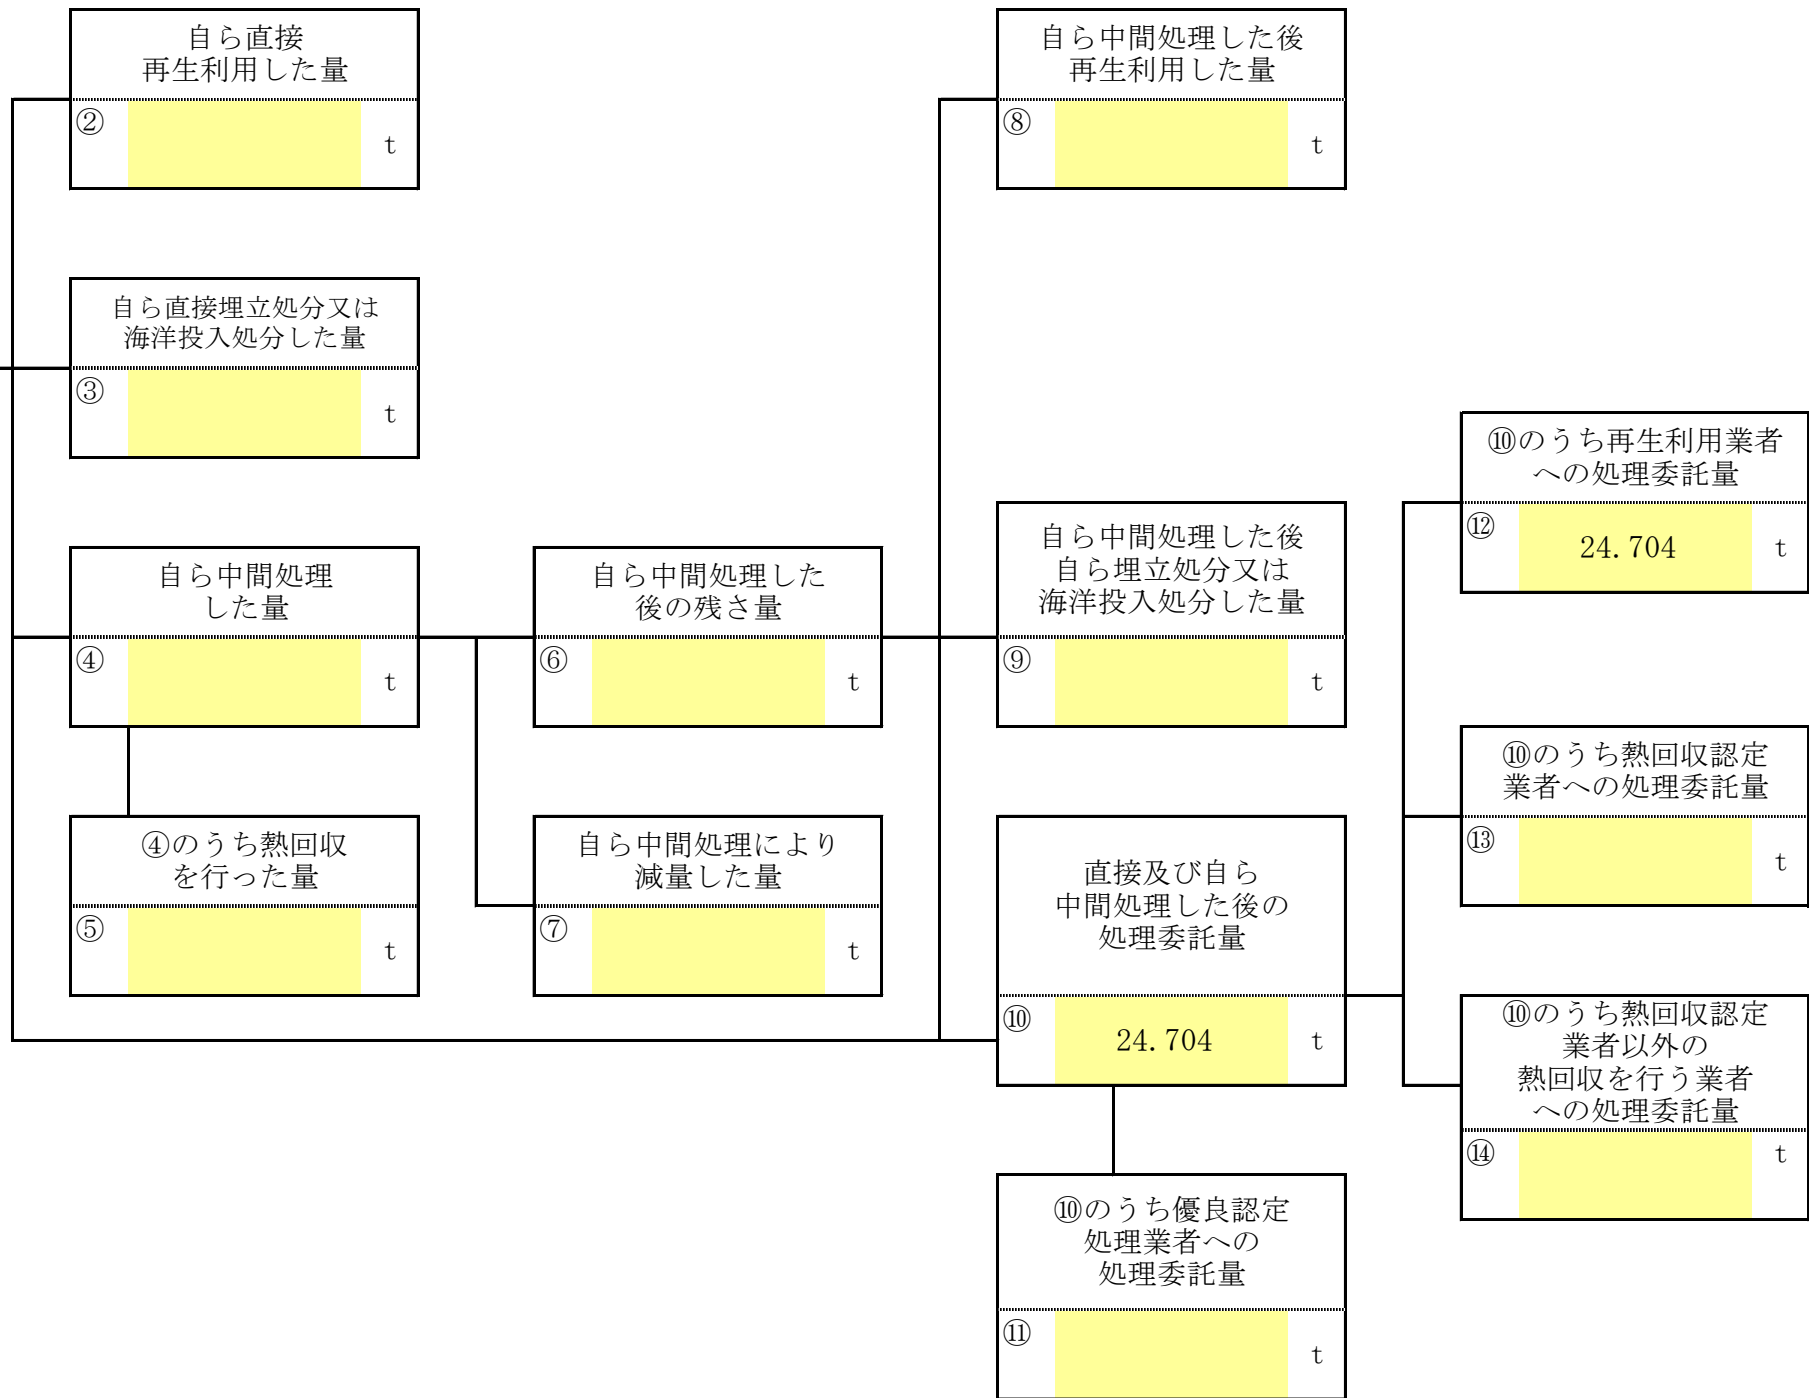 自ら直接
再生利用した量
②
t
自ら中間処理した後
再生利用した量
⑧
t
自ら直接埋立処分又は
海洋投入処分した量
③
t
⑩のうち再生利用業者
への処理委託量
⑫
24.704
t
自ら中間処理
した量
④
t
自ら中間処理した
後の残さ量
⑥
t
自ら中間処理した後
自ら埋立処分又は
海洋投入処分した量
⑨
t
⑩のうち熱回収認定
業者への処理委託量
⑬
t
④のうち熱回収
を行った量
⑤
t
自ら中間処理により
減量した量
⑦
t
直接及び自ら
中間処理した後の
処理委託量
⑩
24.704
t
⑩のうち熱回収認定
業者以外の
熱回収を行う業者
への処理委託量
⑭
t
⑩のうち優良認定
処理業者への
処理委託量
⑪
t